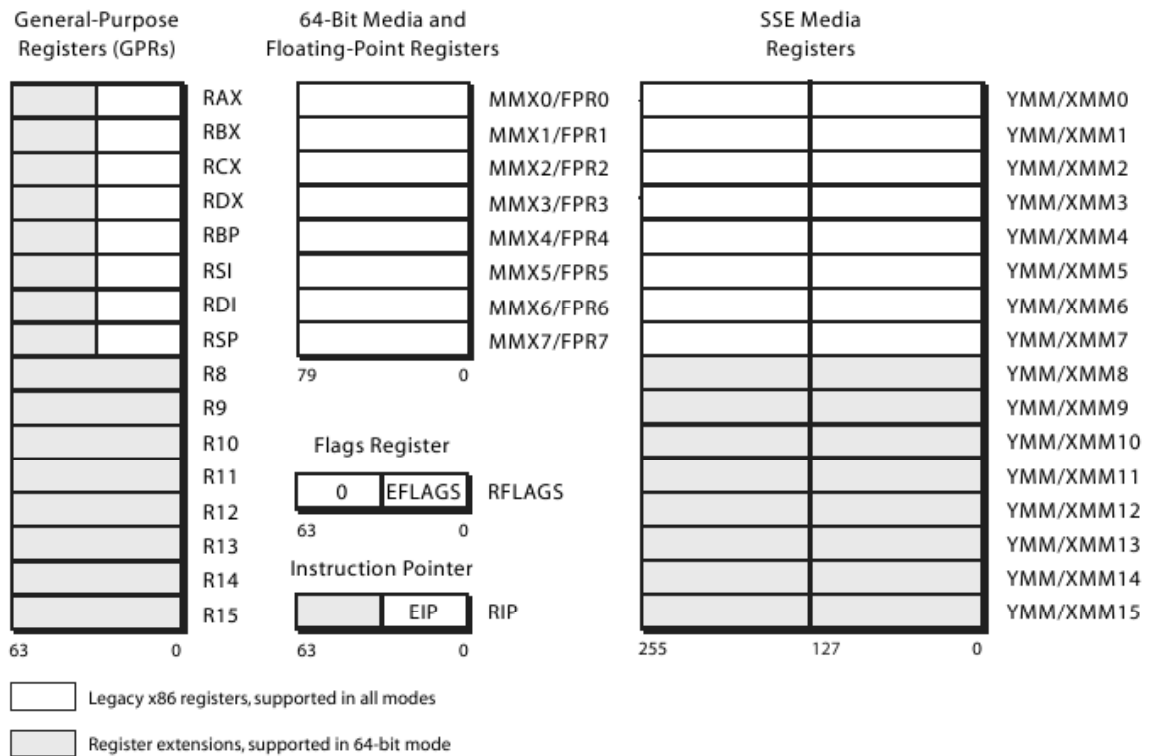 General-Purpose
Registers (GPRs)
64-Bit Media and
Floating-Point Registers
SSE Media
Registers
RAX
RBX
RCX
RDX
RBP
RSI
RDI
RSP
R8
R9
R10
R11
R12
R13
R14
R15
63 0
MMX0/FPR0
MMX1/FPR1
MMX2/FPR2
MMX3/FPR3
MMX4/FPR4
MMX5/FPR5
MMX6/FPR6
MMX7/FPR7
79 0
Flags Register
0 EFLAGS RFLAGS
63 0
Instruction Pointer
EIP RIP
63 0
YMM/XMM0
YMM/XMM1
YMM/XMM2
YMM/XMM3
YMM/XMM4
YMM/XMM5
YMM/XMM6
YMM/XMM7
YMM/XMM8
YMM/XMM9
YMM/XMM10
YMM/XMM11
YMM/XMM12
YMM/XMM13
YMM/XMM14
YMM/XMM15
255 127 0
Legacy x86 registers, supported in all modes
Register extensions, supported in 64-bit mode